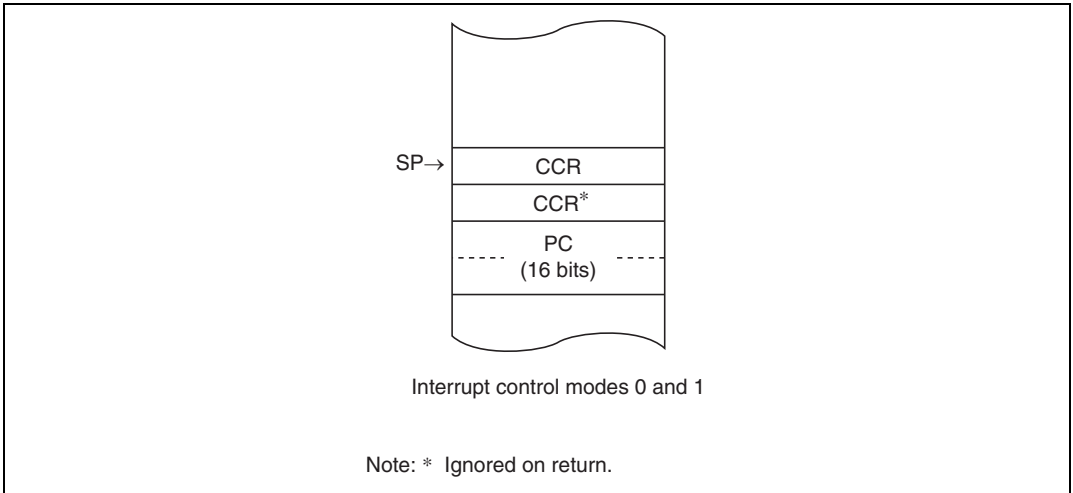 SP→
CCR
CCR*
PC
(16 bits)
Interrupt control modes 0 and 1
Note: * Ignored on return.